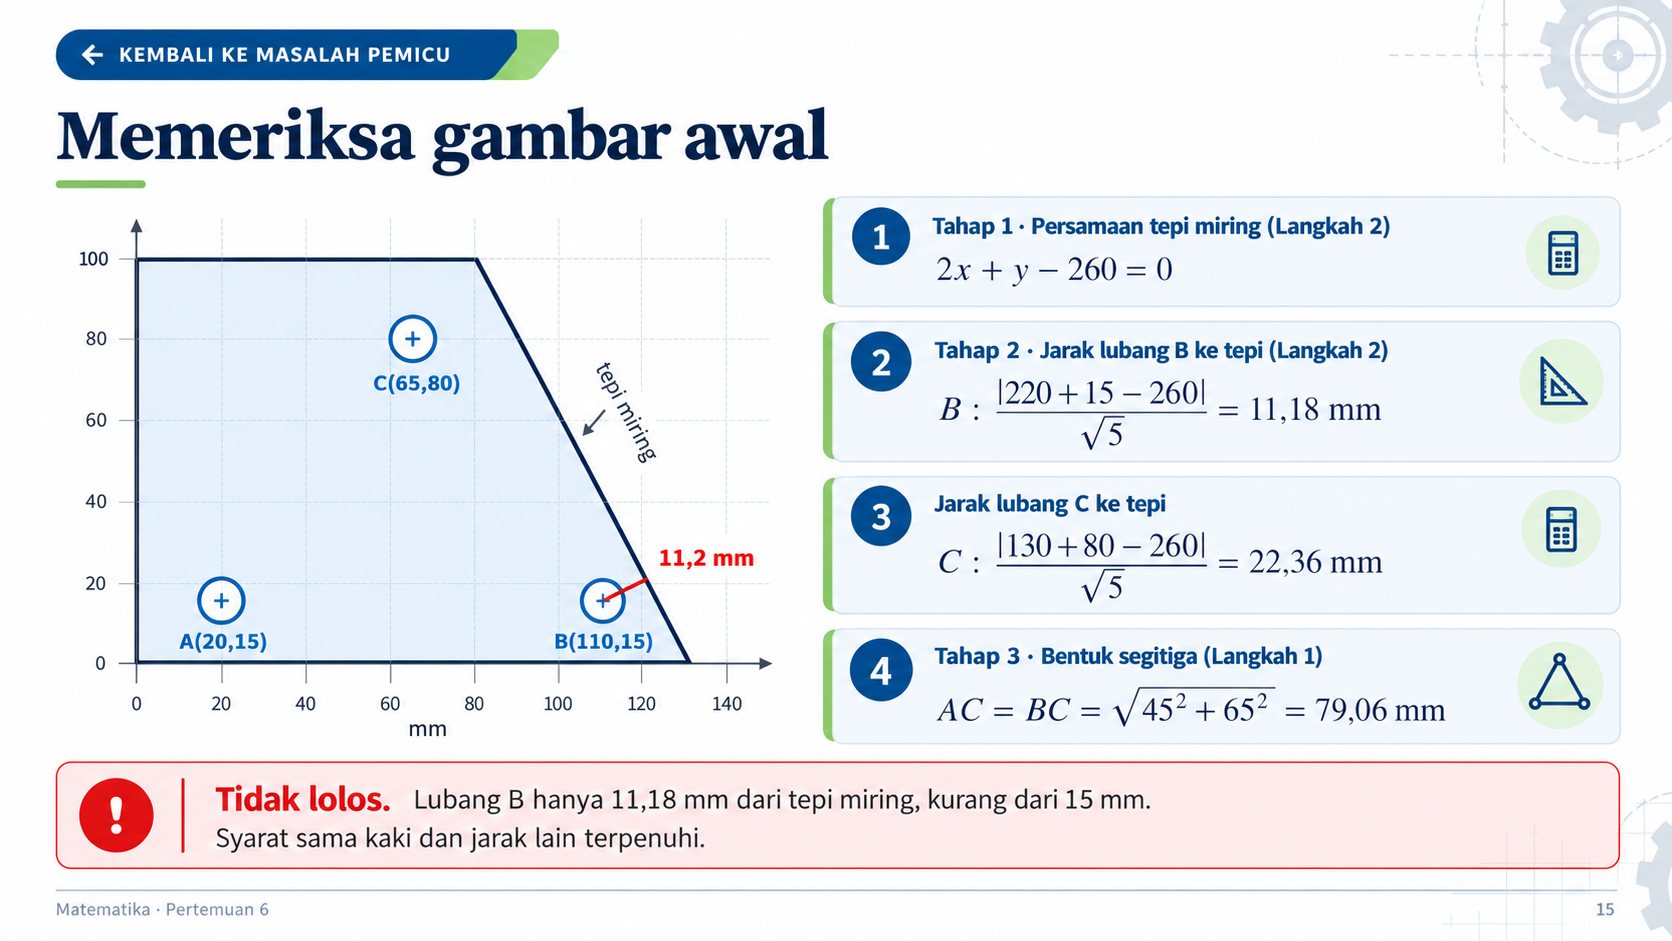 ← KEMBALI KE MASALAH PEMICU
Memeriksa gambar awal
100
80
60
40
20
0
0 20 40 60 80 100 120 140
mm
C(65,80)
tepi miring
11,2 mm
A(20,15)
B(110,15)
1
Tahap 1 · Persamaan tepi miring (Langkah 2)
2x + y − 260 = 0
2
Tahap 2 · Jarak lubang B ke tepi (Langkah 2)
B : |220 + 15 − 260| / √5 = 11,18 mm
3
Jarak lubang C ke tepi
C : |130 + 80 − 260| / √5 = 22,36 mm
4
Tahap 3 · Bentuk segitiga (Langkah 1)
AC = BC = √(45² + 65²) = 79,06 mm
!
Tidak lolos. Lubang B hanya 11,18 mm dari tepi miring, kurang dari 15 mm.
Syarat sama kaki dan jarak lain terpenuhi.
Matematika · Pertemuan 6
15